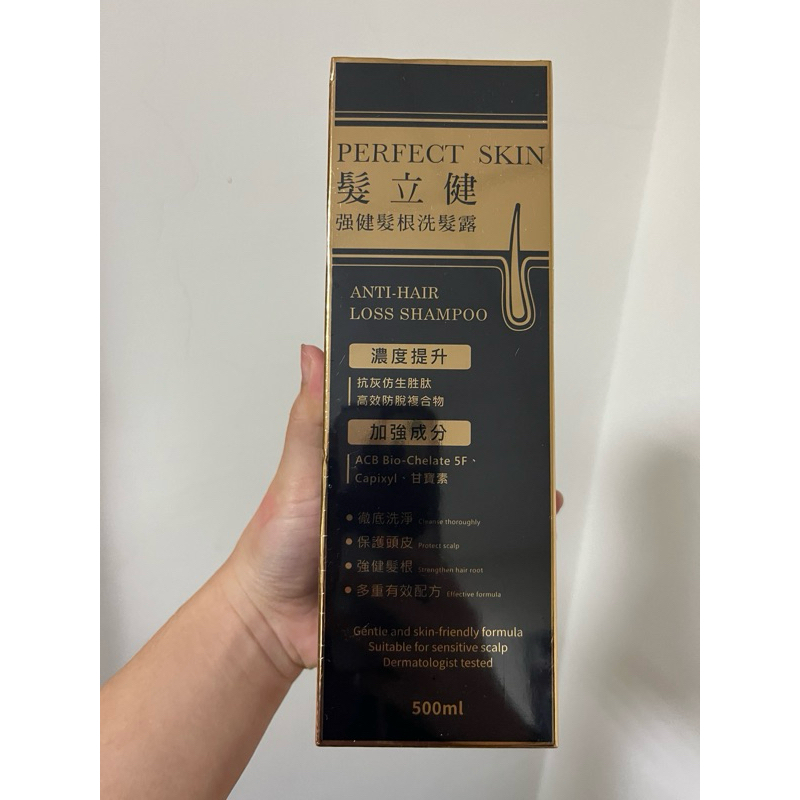 PERFECT SKIN
髮立健
强健髮根洗髮露
ANTI-HAIR
LOSS SHAMPOO
濃度提升
抗灰仿生胜肽
高效防脫複合物
加強成分
ACB Bio-Chelate 5F、
Capixyl、甘寶素
徹底洗淨 Cleanse thoroughly
保護頭皮 Protect scalp
強健髮根 Strengthen hair root
多重有效配方 Effective formula
Gentle and skin-friendly formula
Suitable for sensitive scalp
Dermatologist tested
500ml